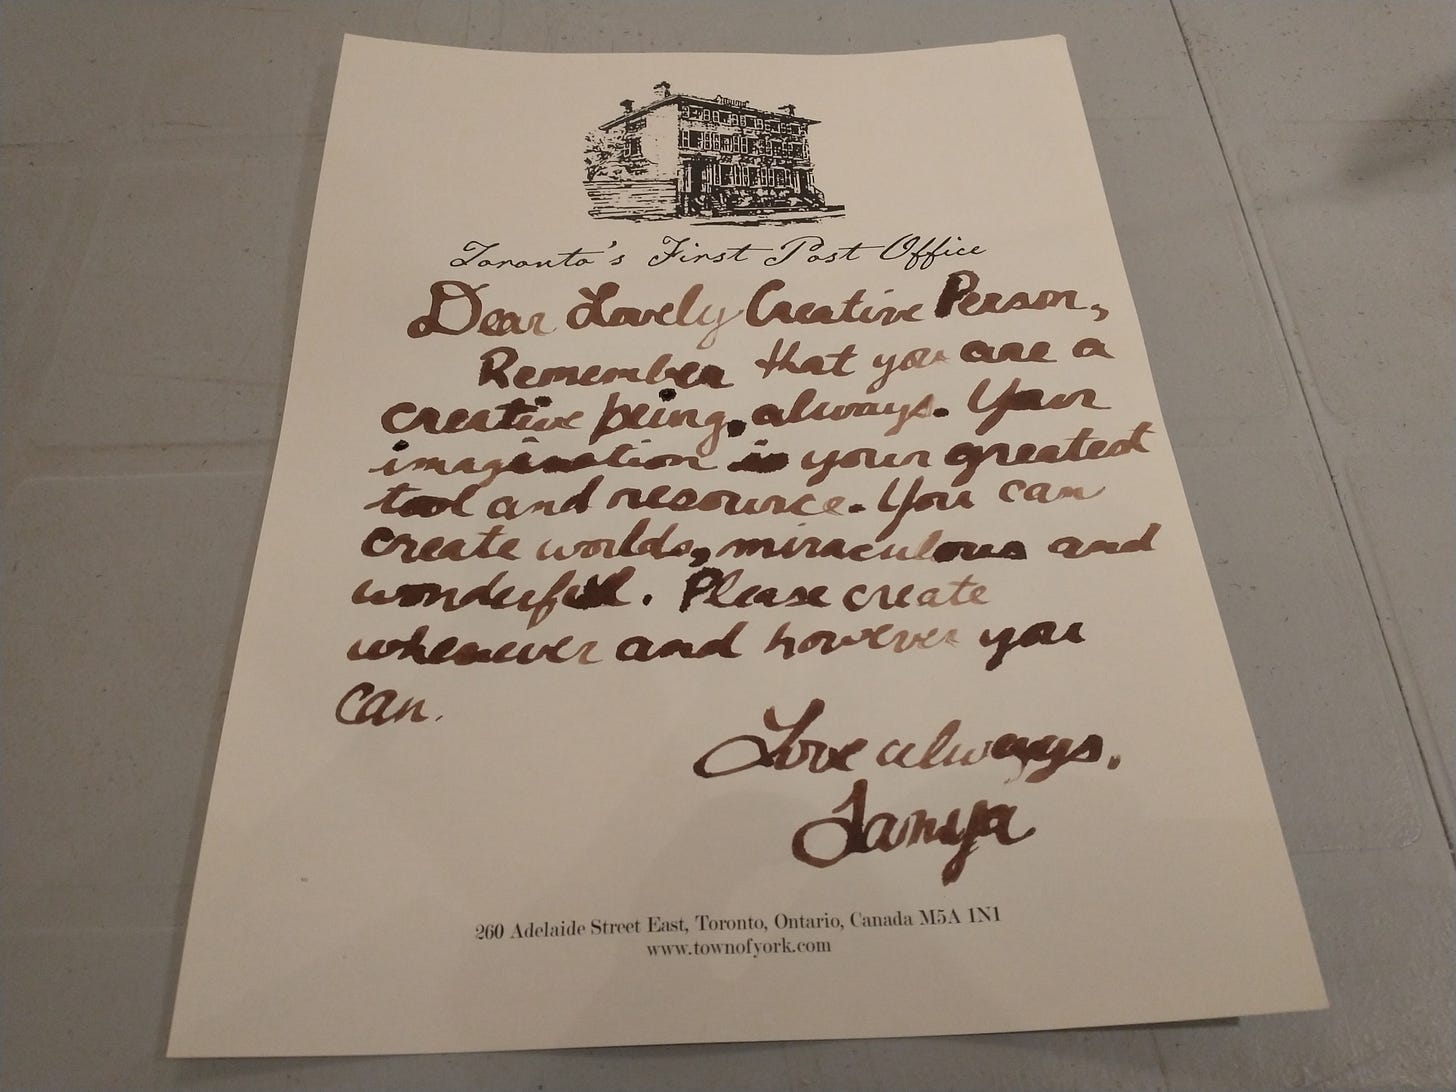 Toronto's First Post Office
Dear Lovely Creative Person,
Remember that you are a
creative being, always. Your
imagination is your greatest
tool and resource. You can
create worlds, miraculous and
wonderful. Please create
whenever and however you
can.
Love always,
Tanya
260 Adelaide Street East, Toronto, Ontario, Canada M5A 1N1
www.townofyork.com